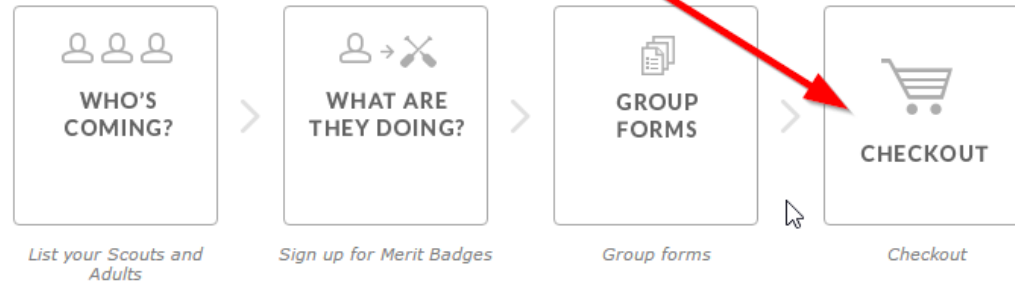 WHO'S
COMING?
WHAT ARE
THEY DOING?
GROUP
FORMS
CHECKOUT
List your Scouts and
Adults
Sign up for Merit Badges
Group forms
Checkout